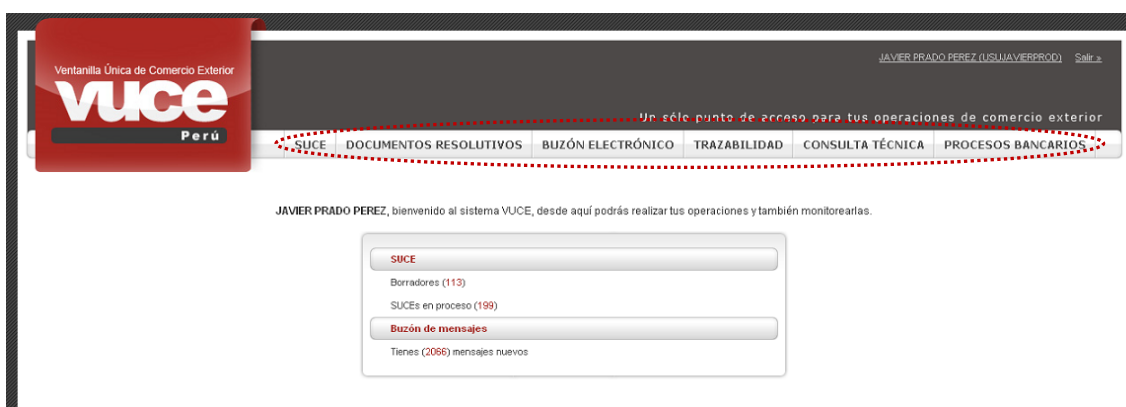 JAVIER PRADO PEREZ (USUJAVIERPROD) Salir »
Ventanilla Única de Comercio Exterior
vuce
Perú
Un sólo punto de acceso para tus operaciones de comercio exterior
SUCE DOCUMENTOS RESOLUTIVOS BUZÓN ELECTRÓNICO TRAZABILIDAD CONSULTA TÉCNICA PROCESOS BANCARIOS
JAVIER PRADO PEREZ, bienvenido al sistema VUCE, desde aquí podrás realizar tus operaciones y también monitorearlas.
SUCE
Borradores (113)
SUCEs en proceso (199)
Buzón de mensajes
Tienes (2066) mensajes nuevos